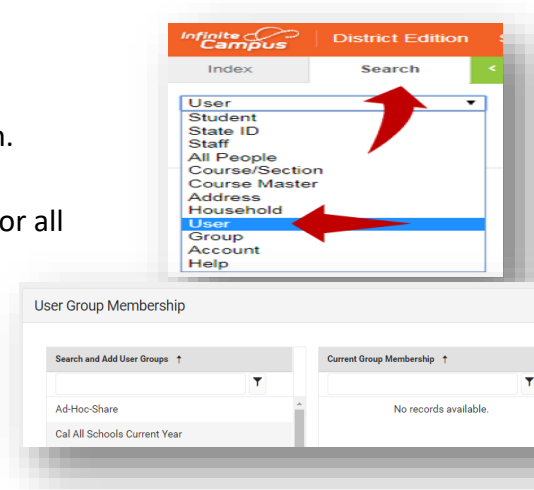 Infinite Campus District Edition S
Index Search <
n.
or all
User
Student
State ID
Staff
All People
Course/Section
Course Master
Address
Household
User
Group
Account
Help
User Group Membership
Search and Add User Groups ↑ Current Group Membership ↑
Ad-Hoc-Share No records available.
Cal All Schools Current Year